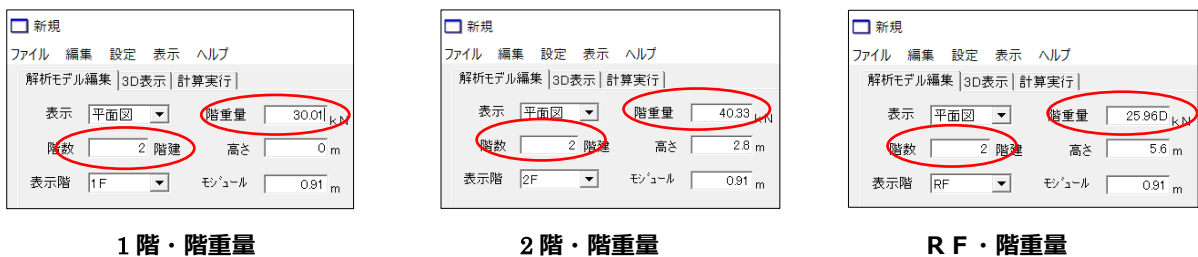 新規
ファイル 編集 設定 表示 ヘルプ
解析モデル編集 3D表示 計算実行
表示 平面図 階重量 30.01 kN
階数 2 階建 高さ 0 m
表示階 1F モジュール 0.91 m
1階・階重量
新規
ファイル 編集 設定 表示 ヘルプ
解析モデル編集 3D表示 計算実行
表示 平面図 階重量 40.33 kN
階数 2 階建 高さ 2.8 m
表示階 2F モジュール 0.91 m
2階・階重量
新規
ファイル 編集 設定 表示 ヘルプ
解析モデル編集 3D表示 計算実行
表示 平面図 階重量 25.96D kN
階数 2 階建 高さ 5.6 m
表示階 RF モジュール 0.91 m
RF・階重量